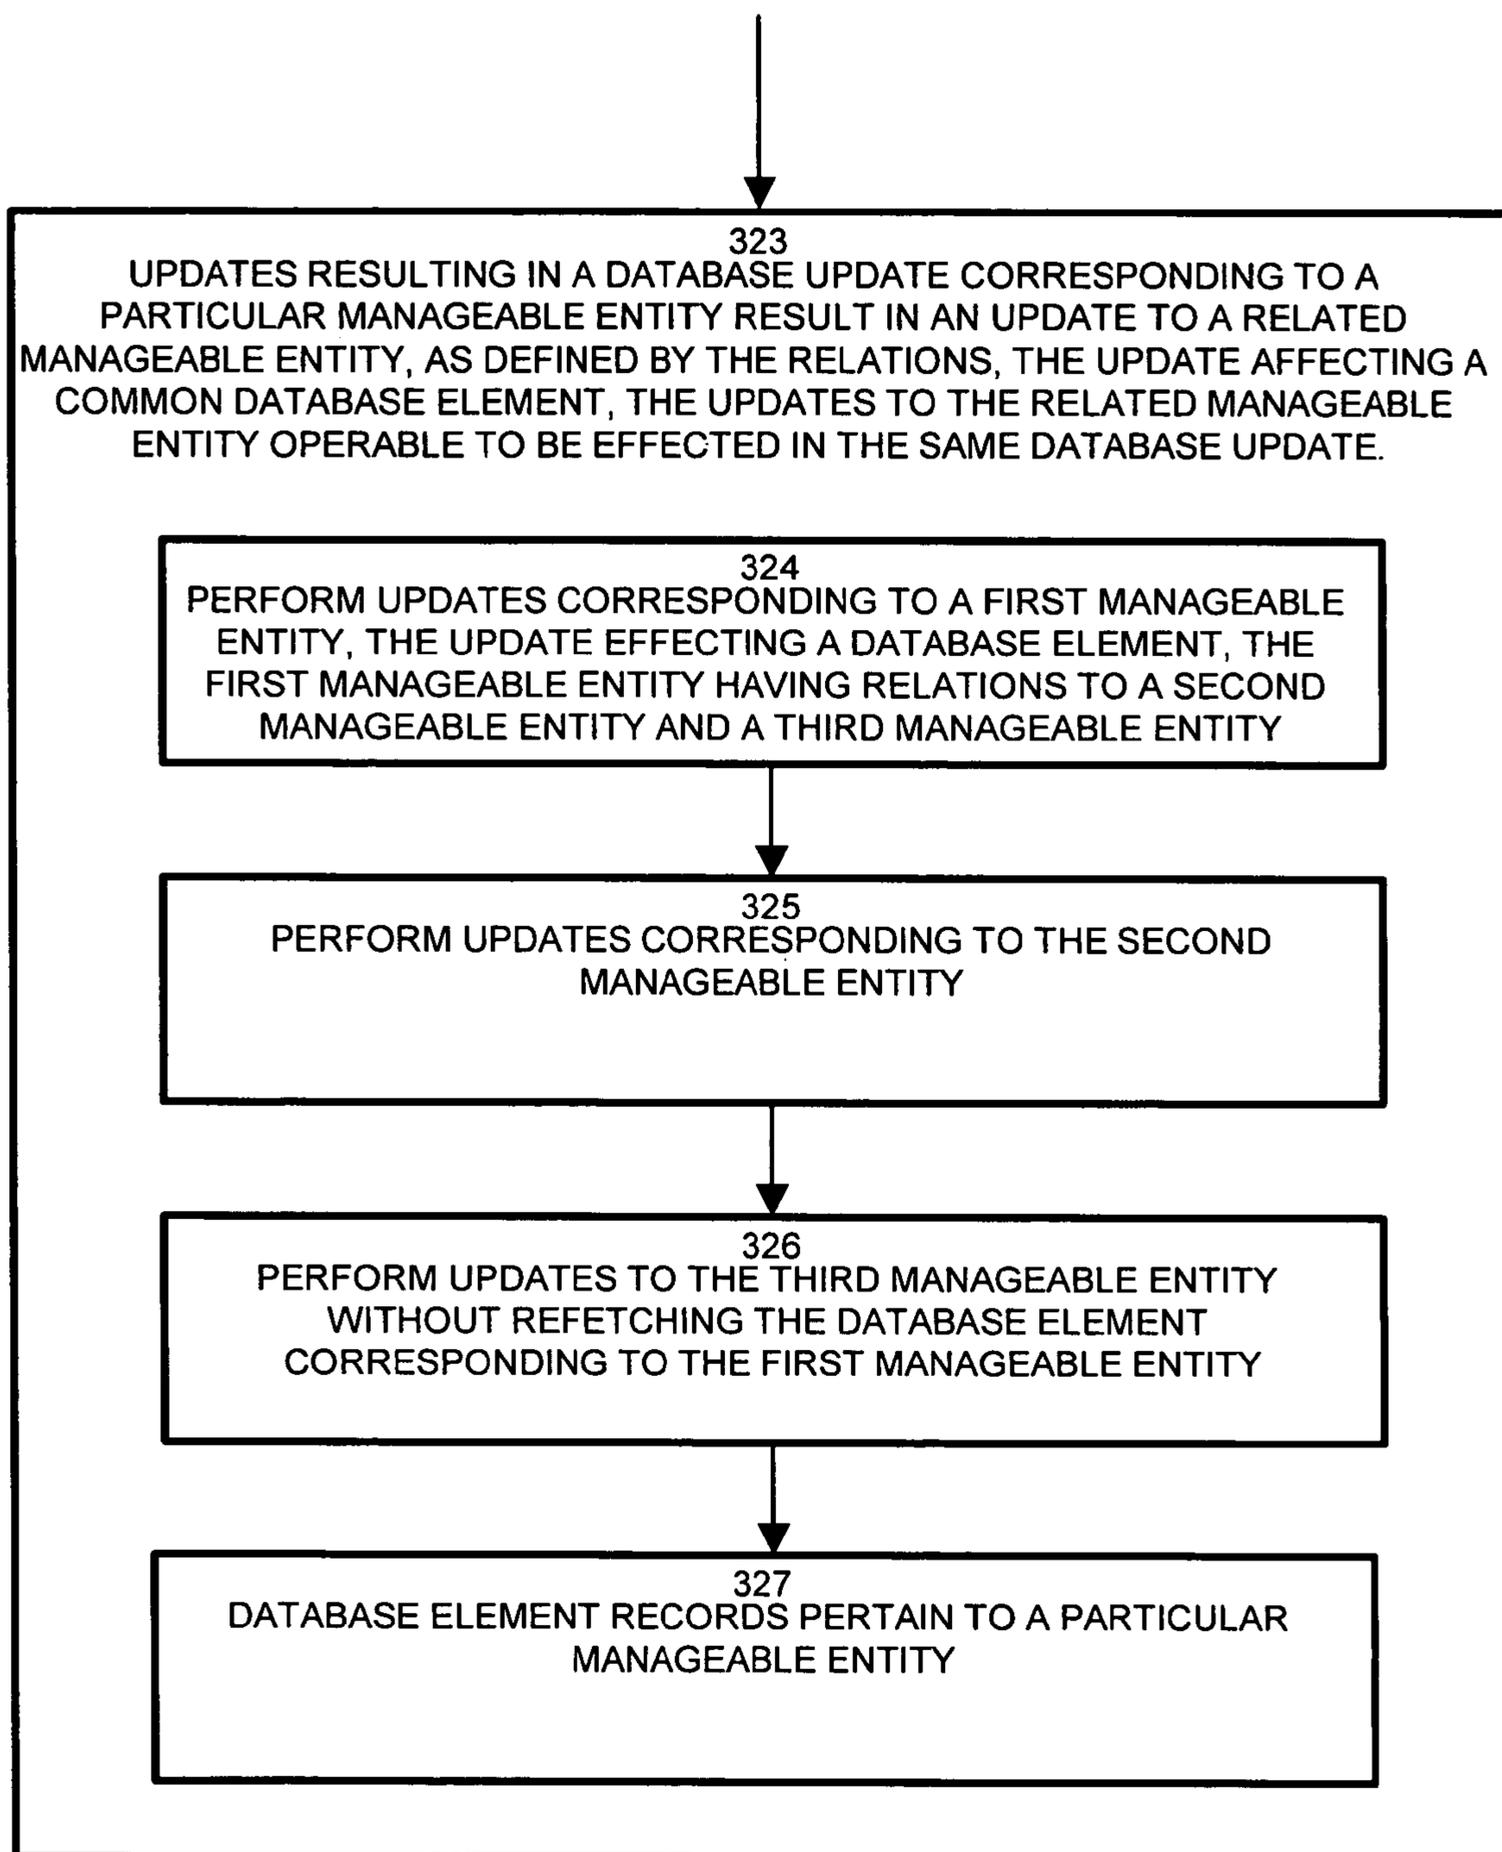 323
UPDATES RESULTING IN A DATABASE UPDATE CORRESPONDING TO A
PARTICULAR MANAGEABLE ENTITY RESULT IN AN UPDATE TO A RELATED
MANAGEABLE ENTITY, AS DEFINED BY THE RELATIONS, THE UPDATE AFFECTING A
COMMON DATABASE ELEMENT, THE UPDATES TO THE RELATED MANAGEABLE
ENTITY OPERABLE TO BE EFFECTED IN THE SAME DATABASE UPDATE.
324
PERFORM UPDATES CORRESPONDING TO A FIRST MANAGEABLE
ENTITY, THE UPDATE EFFECTING A DATABASE ELEMENT, THE
FIRST MANAGEABLE ENTITY HAVING RELATIONS TO A SECOND
MANAGEABLE ENTITY AND A THIRD MANAGEABLE ENTITY
325
PERFORM UPDATES CORRESPONDING TO THE SECOND
MANAGEABLE ENTITY
326
PERFORM UPDATES TO THE THIRD MANAGEABLE ENTITY
WITHOUT REFETCHING THE DATABASE ELEMENT
CORRESPONDING TO THE FIRST MANAGEABLE ENTITY
327
DATABASE ELEMENT RECORDS PERTAIN TO A PARTICULAR
MANAGEABLE ENTITY